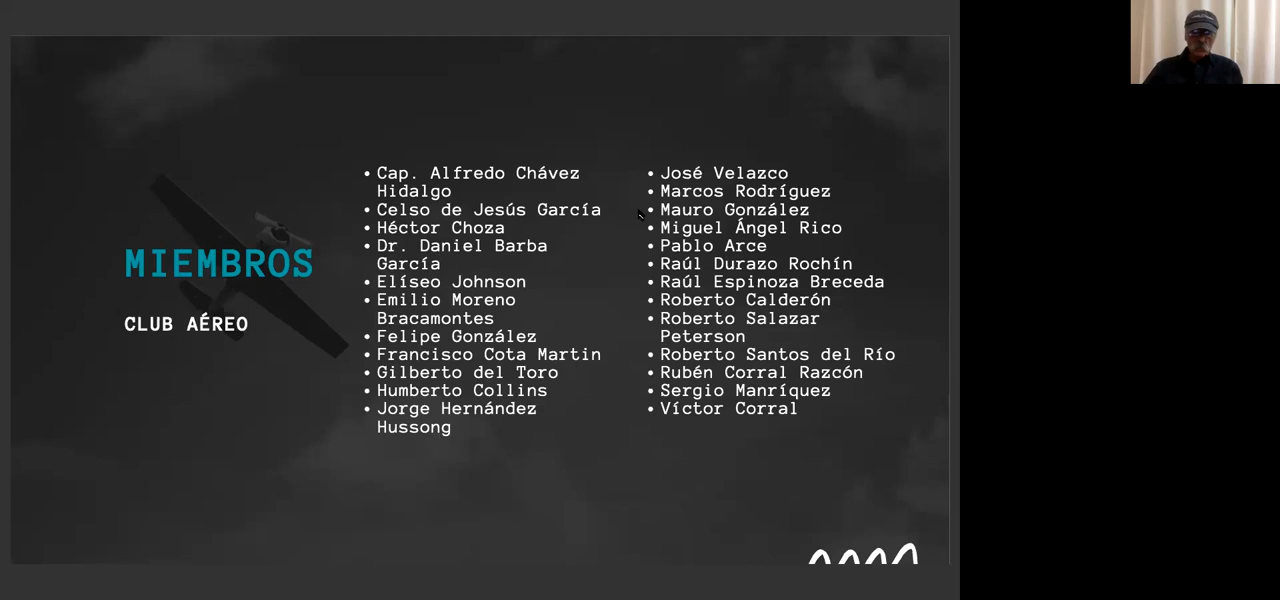 MIEMBROS
CLUB AÉREO
• Cap. Alfredo Chávez
Hidalgo
• Celso de Jesús García
• Héctor Choza
• Dr. Daniel Barba
García
• Elíseo Johnson
• Emilio Moreno
Bracamontes
• Felipe González
• Francisco Cota Martin
• Gilberto del Toro
• Humberto Collins
• Jorge Hernández
Hussong
• José Velazco
• Marcos Rodríguez
• Mauro González
• Miguel Ángel Rico
• Pablo Arce
• Raúl Durazo Rochín
• Raúl Espinoza Breceda
• Roberto Calderón
• Roberto Salazar
Peterson
• Roberto Santos del Río
• Rubén Corral Razcón
• Sergio Manríquez
• Víctor Corral